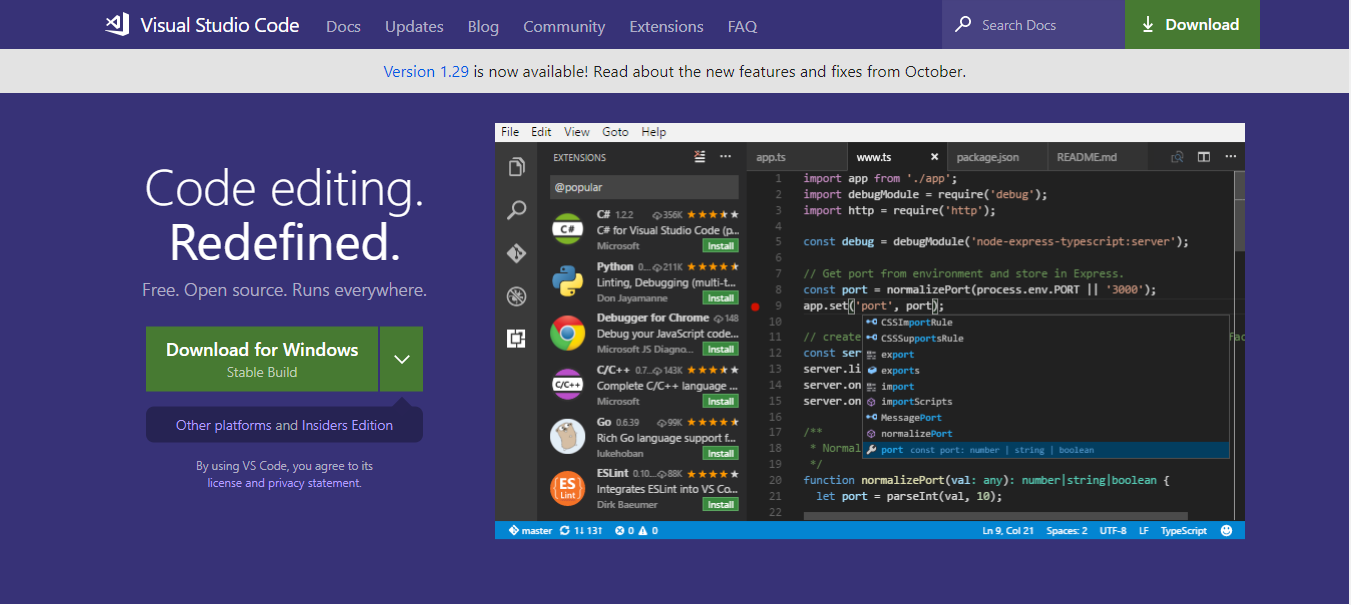 Visual Studio Code Docs Updates Blog Community Extensions FAQ Search Docs Download
Version 1.29 is now available! Read about the new features and fixes from October.
Code editing.
Redefined.
Free. Open source. Runs everywhere.
Download for Windows
Stable Build
Other platforms and Insiders Edition
By using VS Code, you agree to its
license and privacy statement.
File Edit View Goto Help
EXTENSIONS
@popular
C# 1.2.2 356K
C# for Visual Studio Code (p...
Microsoft Install
Python 0.... 211K
Linting, Debugging (multi-t...
Don Jayamanne Install
Debugger for Chrome 148
Debug your JavaScript code...
Microsoft JS Diagno... Install
C/C++ 0.7... 143K
Complete C/C++ language ...
Microsoft Install
Go 0.6.39 99K
Rich Go language support f...
lukehoban Install
ESLint 0.10... 88K
Integrates ESLint into VS Co...
Dirk Baeumer Install
C#
C/C++
ES
Lint
app.ts www.ts package.json README.md
1 import app from './app';
2 import debugModule = require('debug');
3 import http = require('http');
4
5 const debug = debugModule('node-express-typescript:server');
6
7 // Get port from environment and store in Express.
8 const port = normalizePort(process.env.PORT || '3000');
9 app.set('port', port);
10
11 // create
12 const ser
13 server.li
14 server.on
15 server.on
16
17 /**
18 * Normal
19 */
20 function normalizePort(val: any): number|string|boolean {
21 let port = parseInt(val, 10);
22
CSSImportRule
CSSSupportsRule
export
exports
import
importScripts
MessagePort
normalizePort
port const port: number | string | boolean
master 1↓ 13↑ 0 0 Ln 9, Col 21 Spaces: 2 UTF-8 LF TypeScript